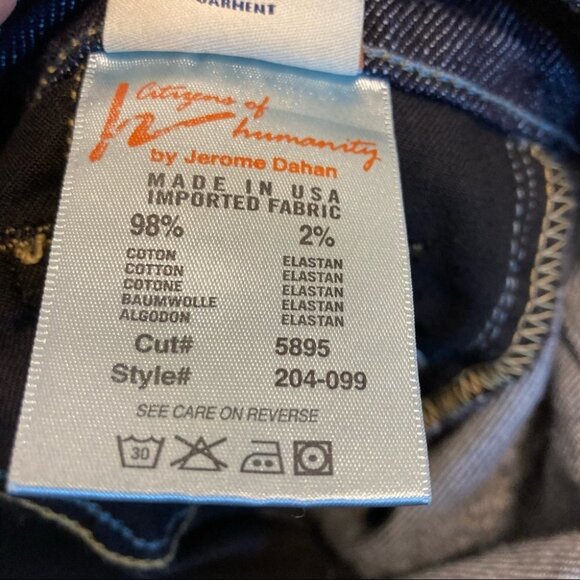 GARMENT
Citizens of
humanity
by Jerome Dahan
MADE IN USA
IMPORTED FABRIC
98% 2%
COTON ELASTAN
COTTON ELASTAN
COTONE ELASTAN
BAUMWOLLE ELASTAN
ALGODON ELASTAN
Cut# 5895
Style# 204-099
SEE CARE ON REVERSE
30